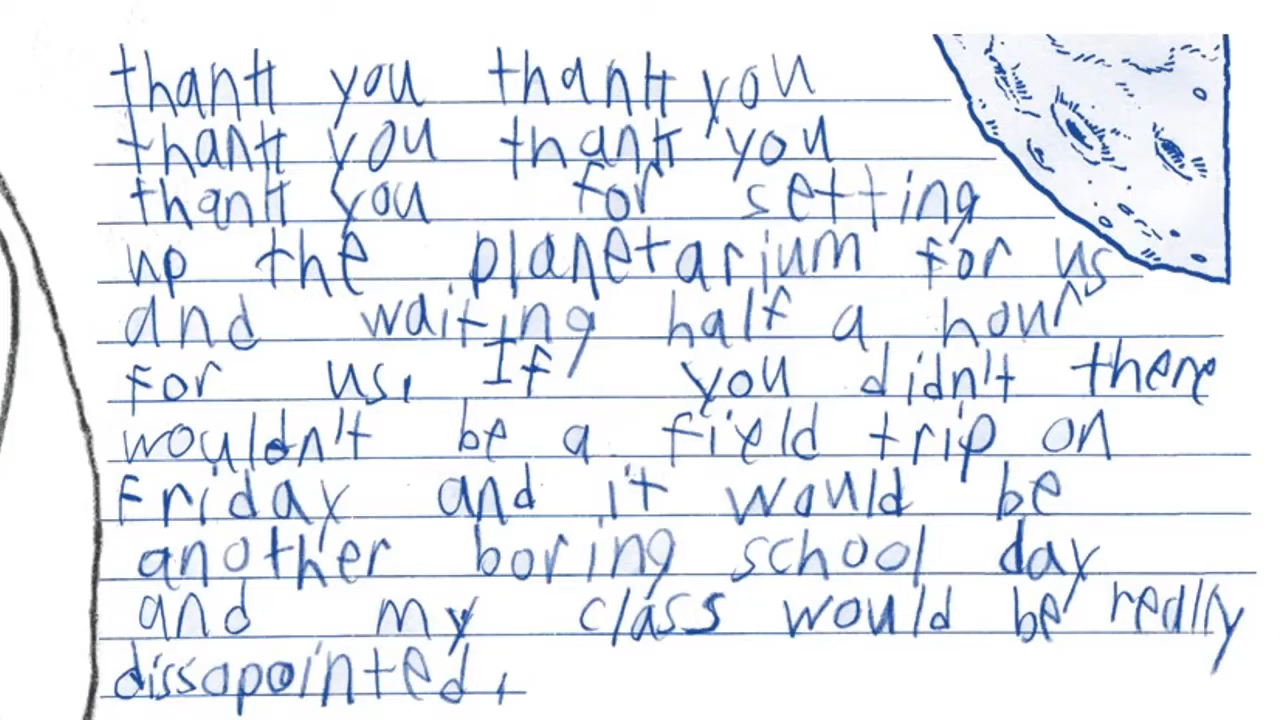 thank you thank you
thank you thank you
thank you for setting
up the planetarium for us
and waiting half a hour
for us. If you didn't there
wouldn't be a field trip on
Friday and it would be
another boring school day
and my class would be really
dissapointed.